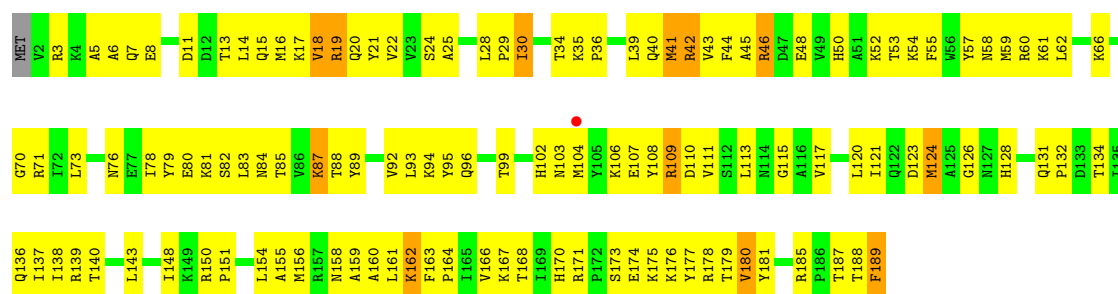 MET V2 R3 K4 A5 A6 Q7 E8 D11 D12 T13 L14 Q15 M16 K17 V18 R19 Q20 Y21 V22 V23 S24 A25 L28 P29 I30 T34 K35 P36 L39 Q40 M41 R42 V43 F44 A45 R46 D47 E48 V49 H50 A51 K52 T53 K54 F55 W56 Y57 N58 M59 R60 K61 L62 K66
G70 R71 I72 L73 N76 E77 I78 Y79 E80 K81 S82 L83 N84 T85 V86 K87 T88 Y89 V92 L93 K94 Y95 Q96 T99 H102 N103 M104 Y105 K106 E107 Y108 R109 D110 V111 S112 L113 N114 G115 A116 V117 L120 I121 Q122 D123 M124 A125 G126 N127 H128 Q131 P132 D133 T134 I135
Q136 I137 I138 R139 T140 L143 I148 K149 R150 P151 L154 A155 M156 R157 N158 A159 A160 L161 K162 F163 P164 I165 V166 K167 T168 I169 H170 R171 P172 S173 E174 K175 K176 Y177 R178 T179 V180 Y181 R185 P186 T187 T188 F189